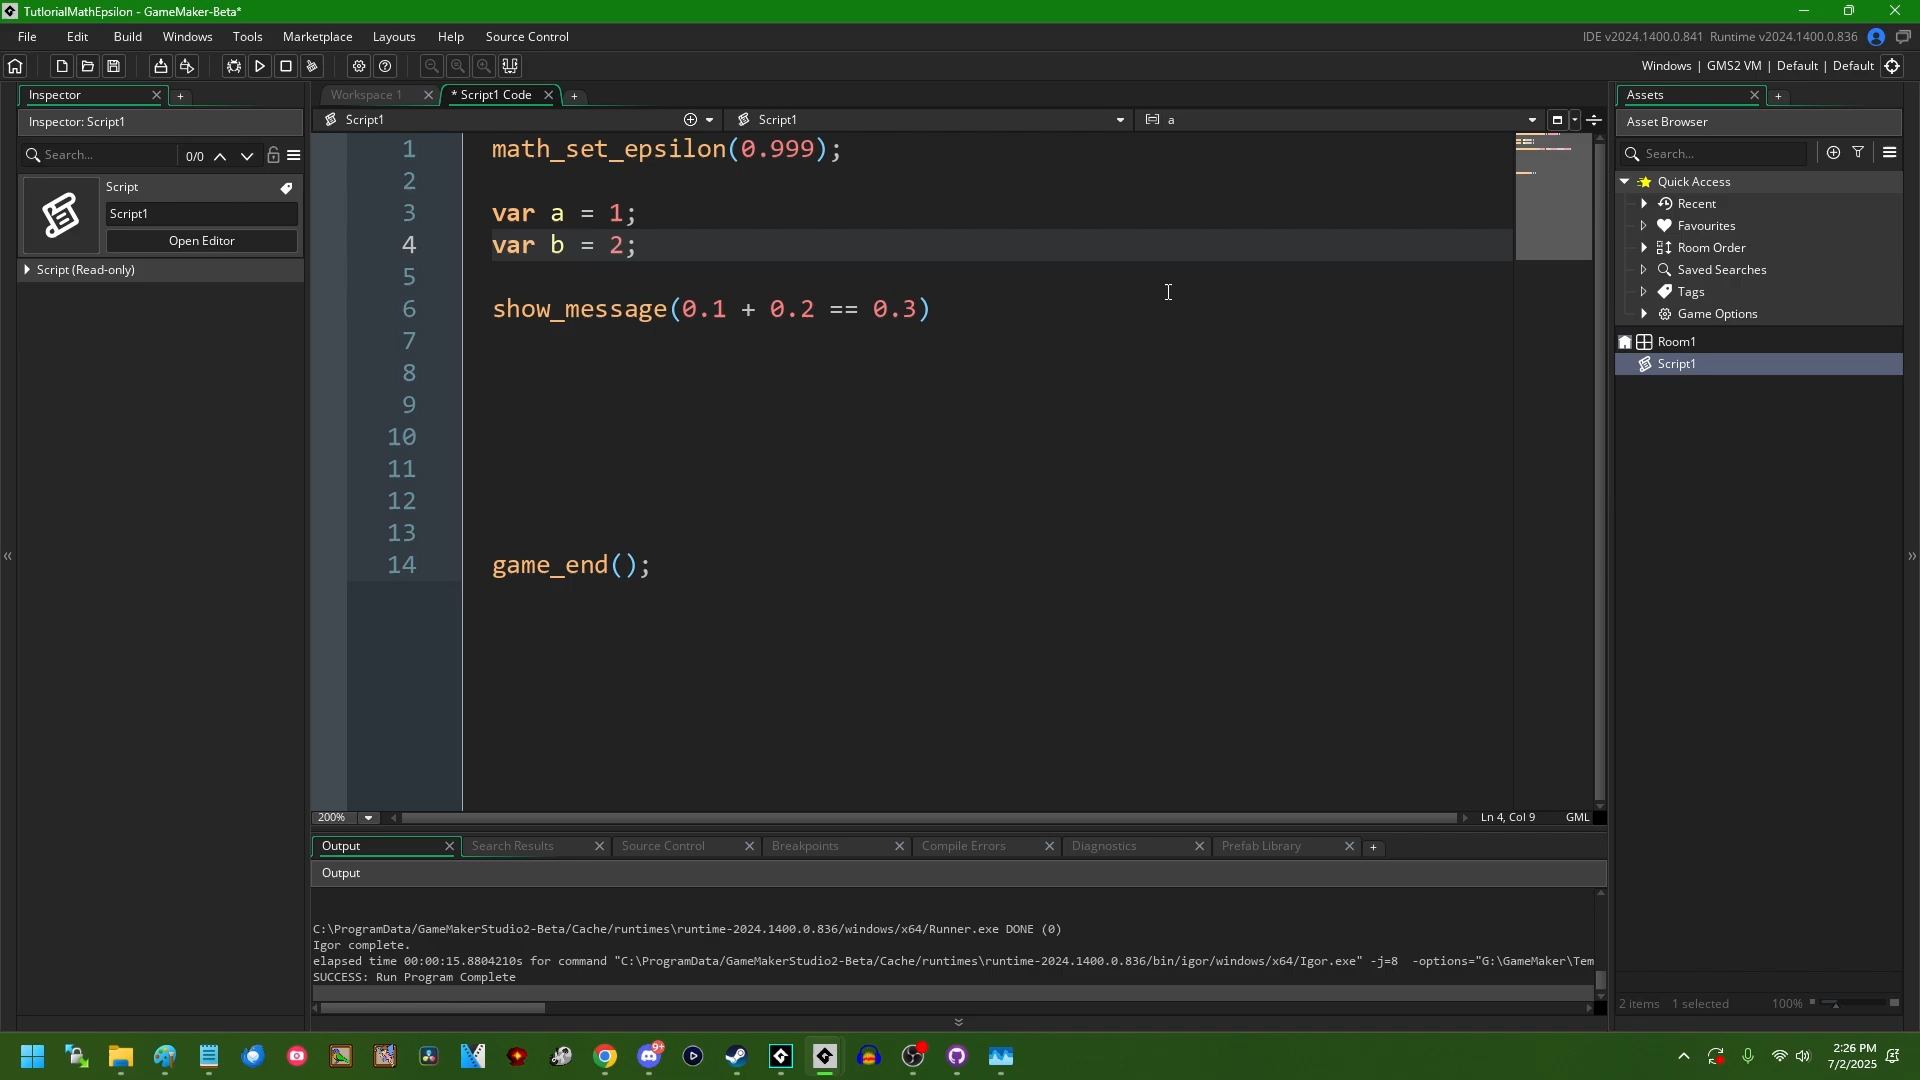 TutlorialMathEpsilon - GameMaker-Beta*
File Edit Build Windows Tools Marketplace Layouts Help Source Control
IDE v2024.1400.0.841 Runtime v2024.1400.0.836
Windows | GMS2 VM | Default | Default
Inspector
Inspector: Script1
Search...
0/0
Script
Script1
Open Editor
Script (Read-only)
Workspace 1
* Script1 Code
Script1
Script1
a
1 math_set_epsilon(0.999);
2
3 var a = 1;
4 var b = 2;
5
6 show_message(0.1 + 0.2 == 0.3)
7
8
9
10
11
12
13
14 game_end();
200%
Ln 4, Col 9
GML
Output
Search Results
Source Control
Breakpoints
Compile Errors
Diagnostics
Prefab Library
Output
C:\ProgramData/GameMakerStudio2-Beta/Cache/runtimes\runtime-2024.1400.0.836/windows/x64/Runner.exe DONE (0)
Igor complete.
elapsed time 00:00:15.8804210s for command "C:\ProgramData/GameMakerStudio2-Beta/Cache/runtimes\runtime-2024.1400.0.836/bin/igor/windows/x64/Igor.exe" -j=8 -options="G:\GameMaker\Tem
SUCCESS: Run Program Complete
Assets
Asset Browser
Search...
Quick Access
Recent
Favourites
Room Order
Saved Searches
Tags
Game Options
Room1
Script1
2 items 1 selected 100%
9+
2:26 PM
7/2/2025